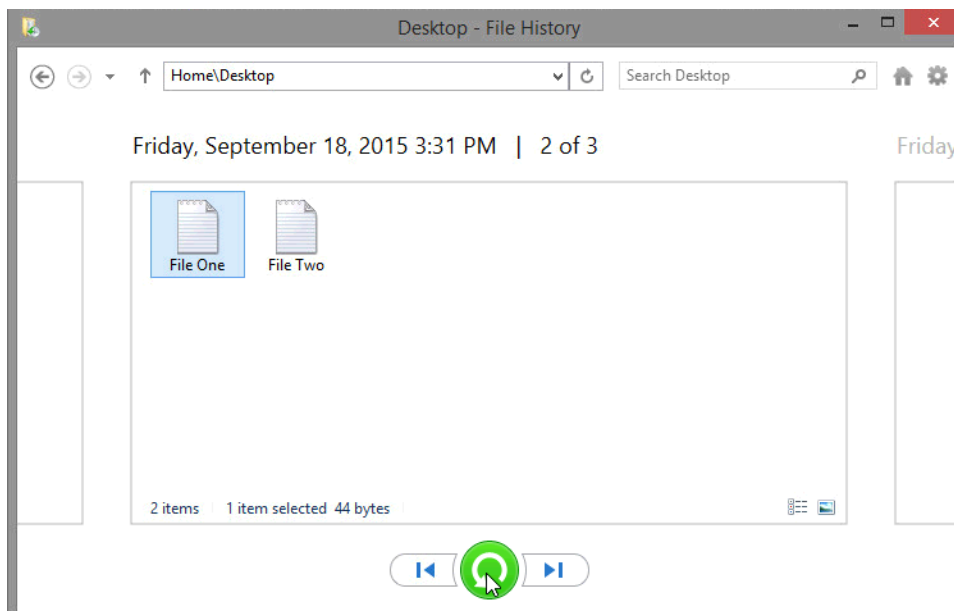 Desktop - File History
Home\Desktop
Search Desktop
Friday, September 18, 2015 3:31 PM | 2 of 3
Friday
File One
File Two
2 items
1 item selected 44 bytes